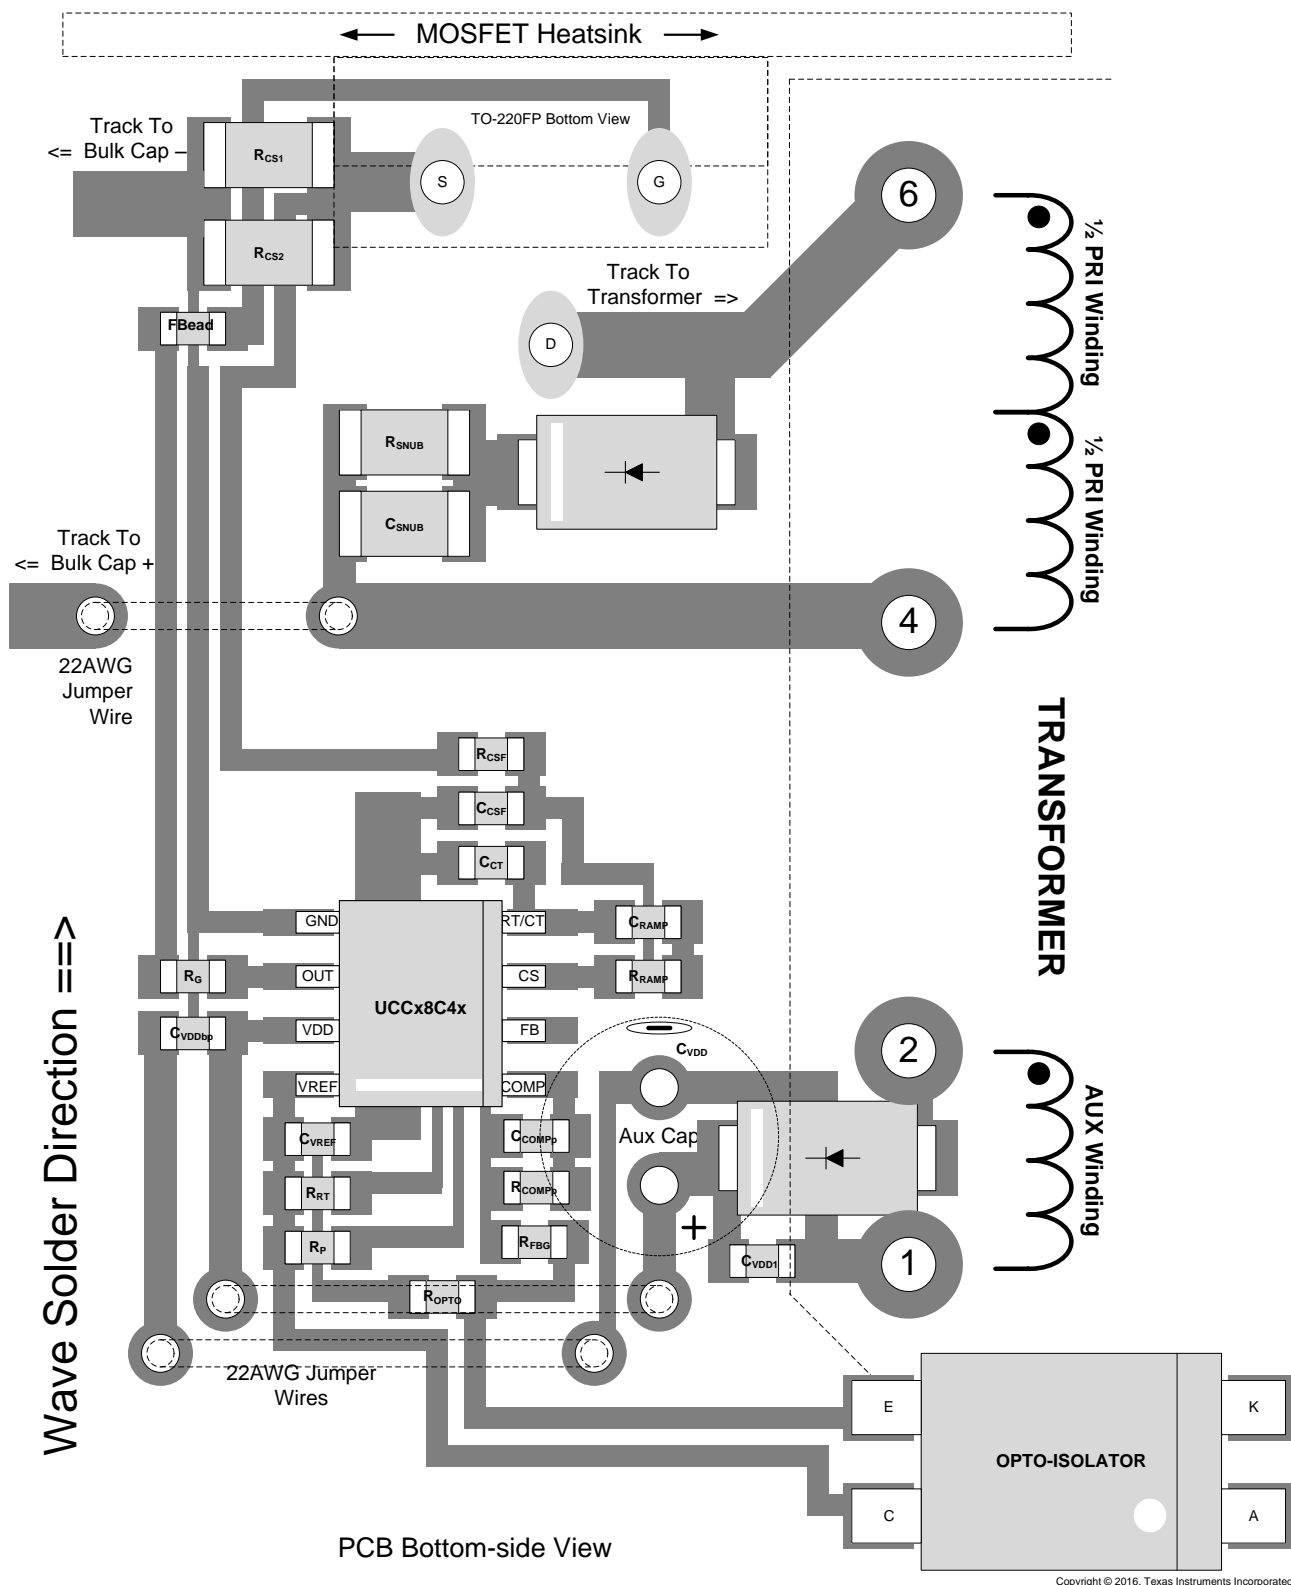 MOSFET Heatsink
Track To
<= Bulk Cap –
RCS1
TO-220FP Bottom View
S
G
6
½ PRI Winding
RCS2
Track To
Transformer =>
FBead
D
RSNUB
CSNUB
½ PRI Winding
Track To
<= Bulk Cap +
4
22AWG
Jumper
Wire
TRANSFORMER
RCSF
CCSF
CCT
GND
RT/CT
CRAMP
RG
OUT
CS
RRAMP
UCCx8C4x
CVDDbp
VDD
FB
VREF
COMP
CVDD
2
Wave Solder Direction ==>
CVREF
CCOMPp
Aux Cap
AUX Winding
RRT
RCOMPp
RP
RFBG
+
CVDD1
1
ROPTO
22AWG Jumper
Wires
E
K
OPTO-ISOLATOR
C
A
PCB Bottom-side View
Copyright © 2016, Texas Instruments Incorporated